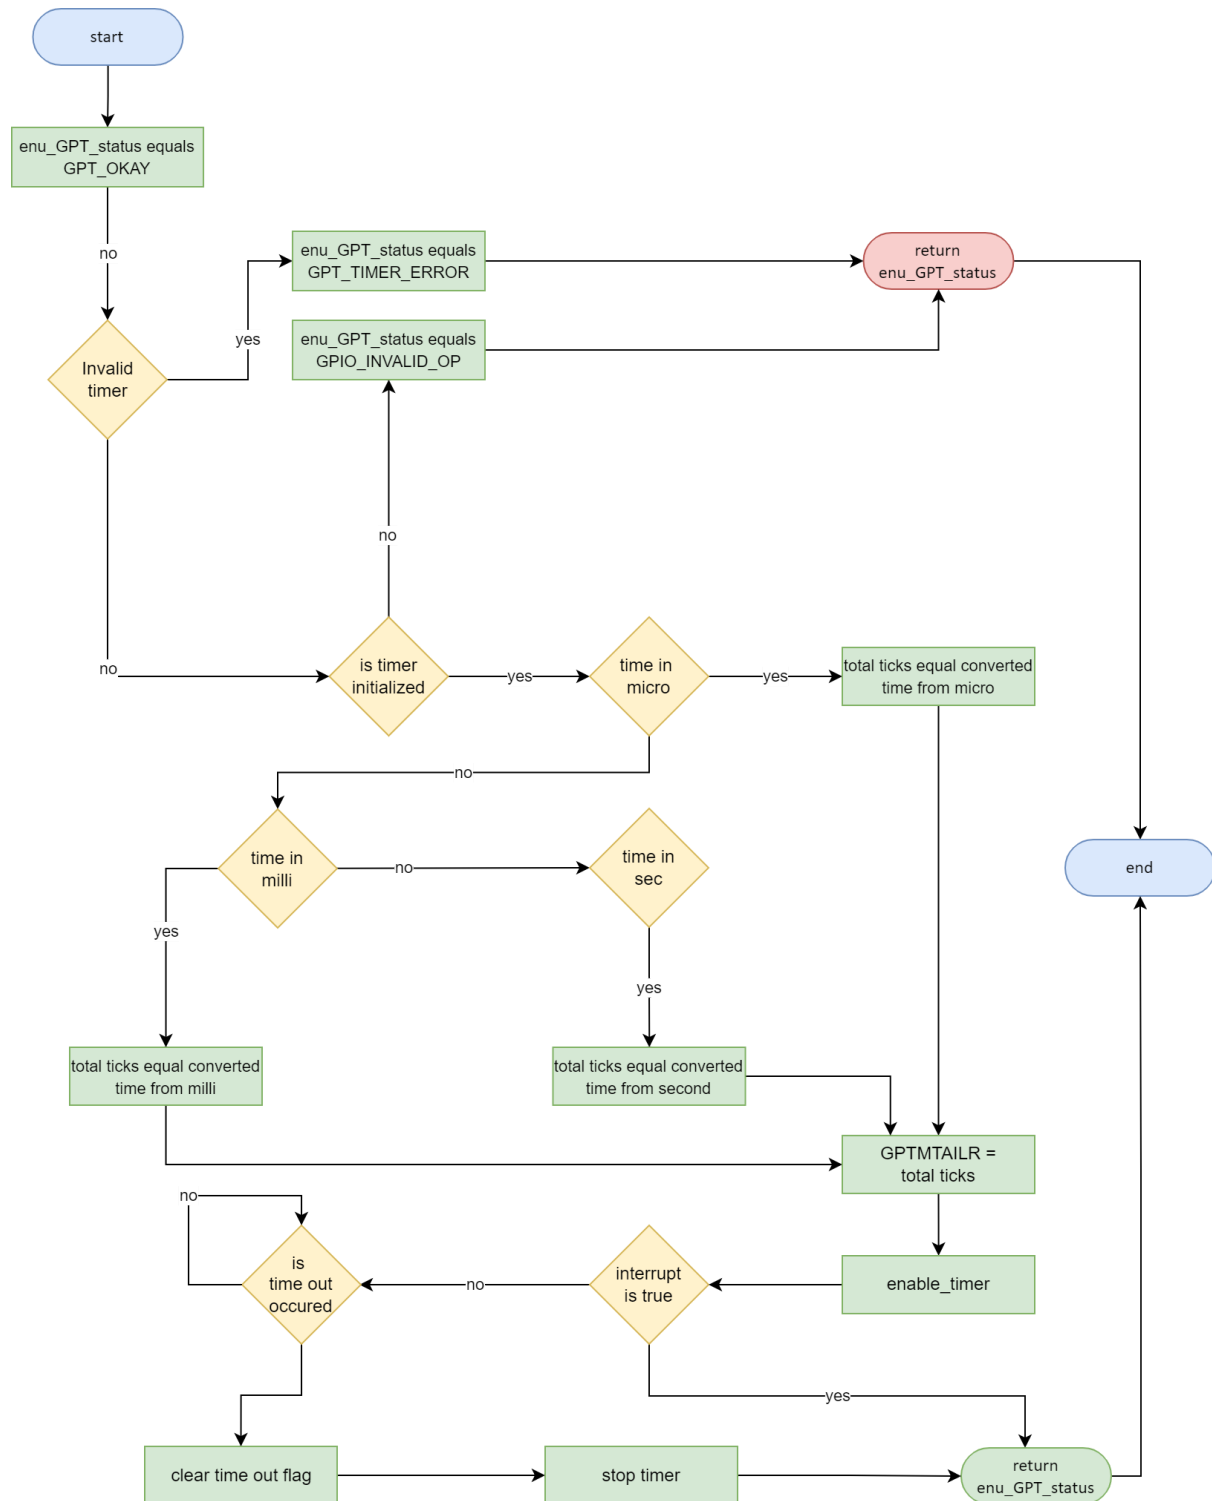 start
enu_GPT_status equals
GPT_OKAY
no
enu_GPT_status equals
GPT_TIMER_ERROR
return
enu_GPT_status
yes
enu_GPT_status equals
GPIO_INVALID_OP
Invalid
timer
no
no
is timer
initialized
yes
time in
micro
yes
total ticks equal converted
time from micro
no
time in
milli
no
time in
sec
end
yes
yes
total ticks equal converted
time from milli
total ticks equal converted
time from second
GPTMTAILR =
total ticks
no
is
time out
occured
no
interrupt
is true
enable_timer
yes
clear time out flag
stop timer
return
enu_GPT_status